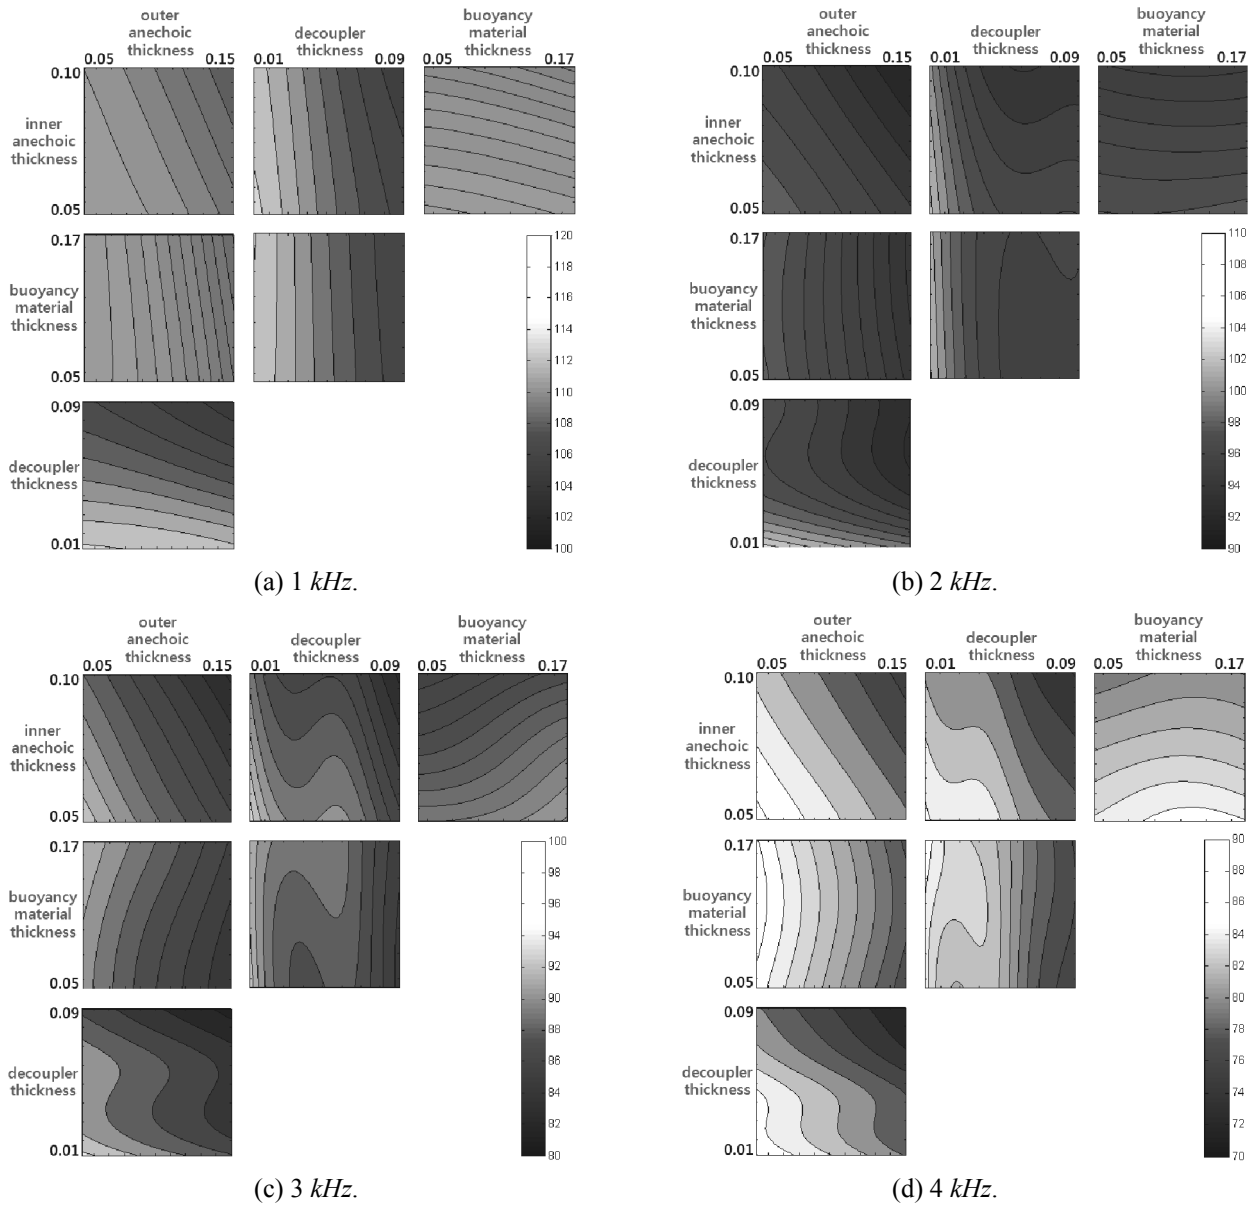 outer
anechoic
thickness
decoupler
thickness
buoyancy
material
thickness
0.05 0.15 0.01 0.09 0.05 0.17
0.10
inner
anechoic
thickness
0.05
0.17
buoyancy
material
thickness
0.05
0.09
decoupler
thickness
0.01
120
118
116
114
112
110
108
106
104
102
100
(a) 1 kHz.
outer
anechoic
thickness
decoupler
thickness
buoyancy
material
thickness
0.05 0.15 0.01 0.09 0.05 0.17
0.10
inner
anechoic
thickness
0.05
0.17
buoyancy
material
thickness
0.05
0.09
decoupler
thickness
0.01
110
108
106
104
102
100
98
96
94
92
90
(b) 2 kHz.
outer
anechoic
thickness
decoupler
thickness
buoyancy
material
thickness
0.05 0.15 0.01 0.09 0.05 0.17
0.10
inner
anechoic
thickness
0.05
0.17
buoyancy
material
thickness
0.05
0.09
decoupler
thickness
0.01
100
98
96
94
92
90
88
86
84
82
80
(c) 3 kHz.
outer
anechoic
thickness
decoupler
thickness
buoyancy
material
thickness
0.05 0.15 0.01 0.09 0.05 0.17
0.10
inner
anechoic
thickness
0.05
0.17
buoyancy
material
thickness
0.05
0.09
decoupler
thickness
0.01
90
88
86
84
82
80
78
76
74
72
70
(d) 4 kHz.